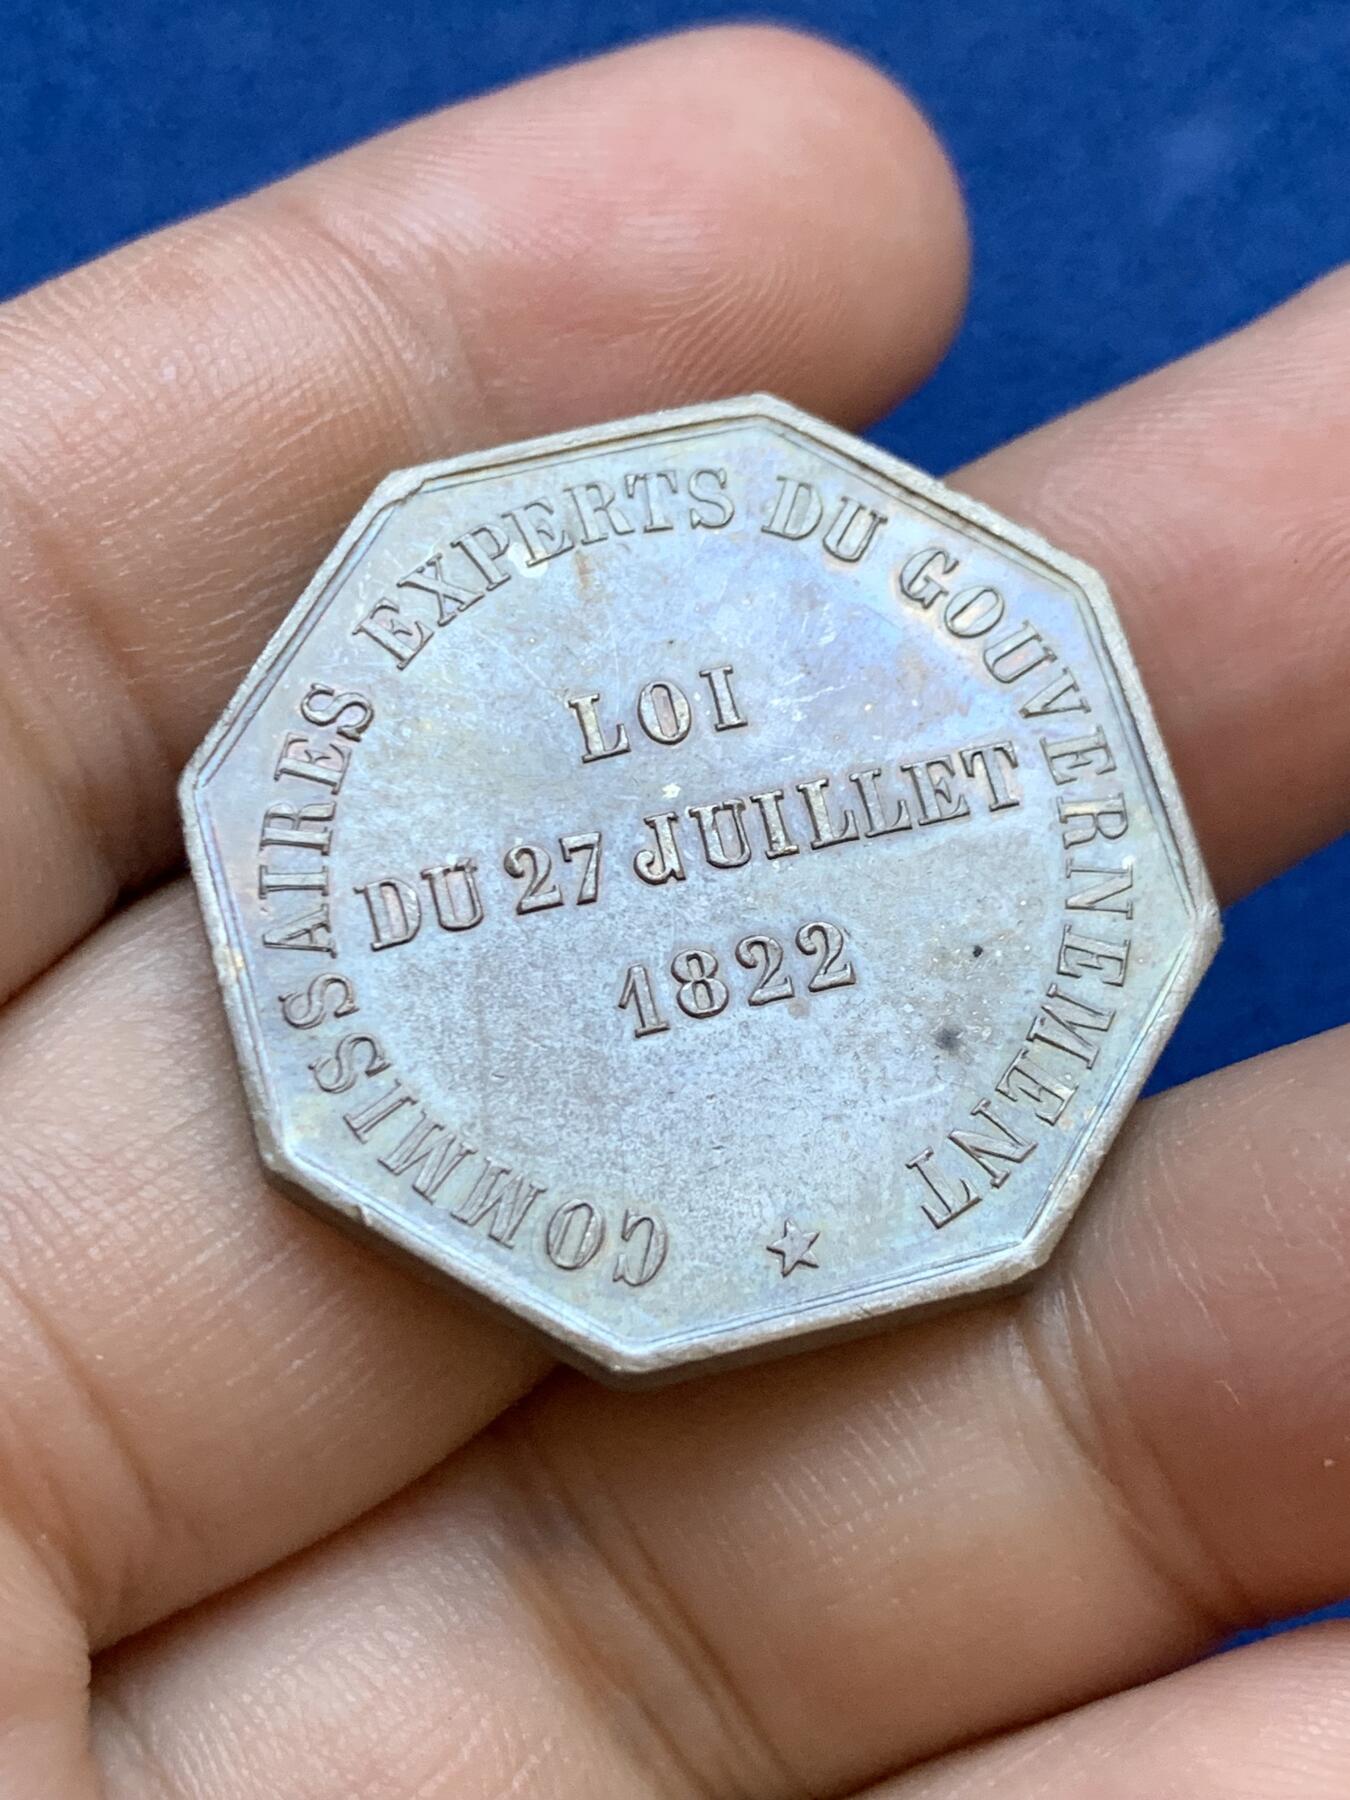 COMMISSAIRES EXPERTS DU GOUVERNEMENT
LOI
DU 27 JUILLET
1822